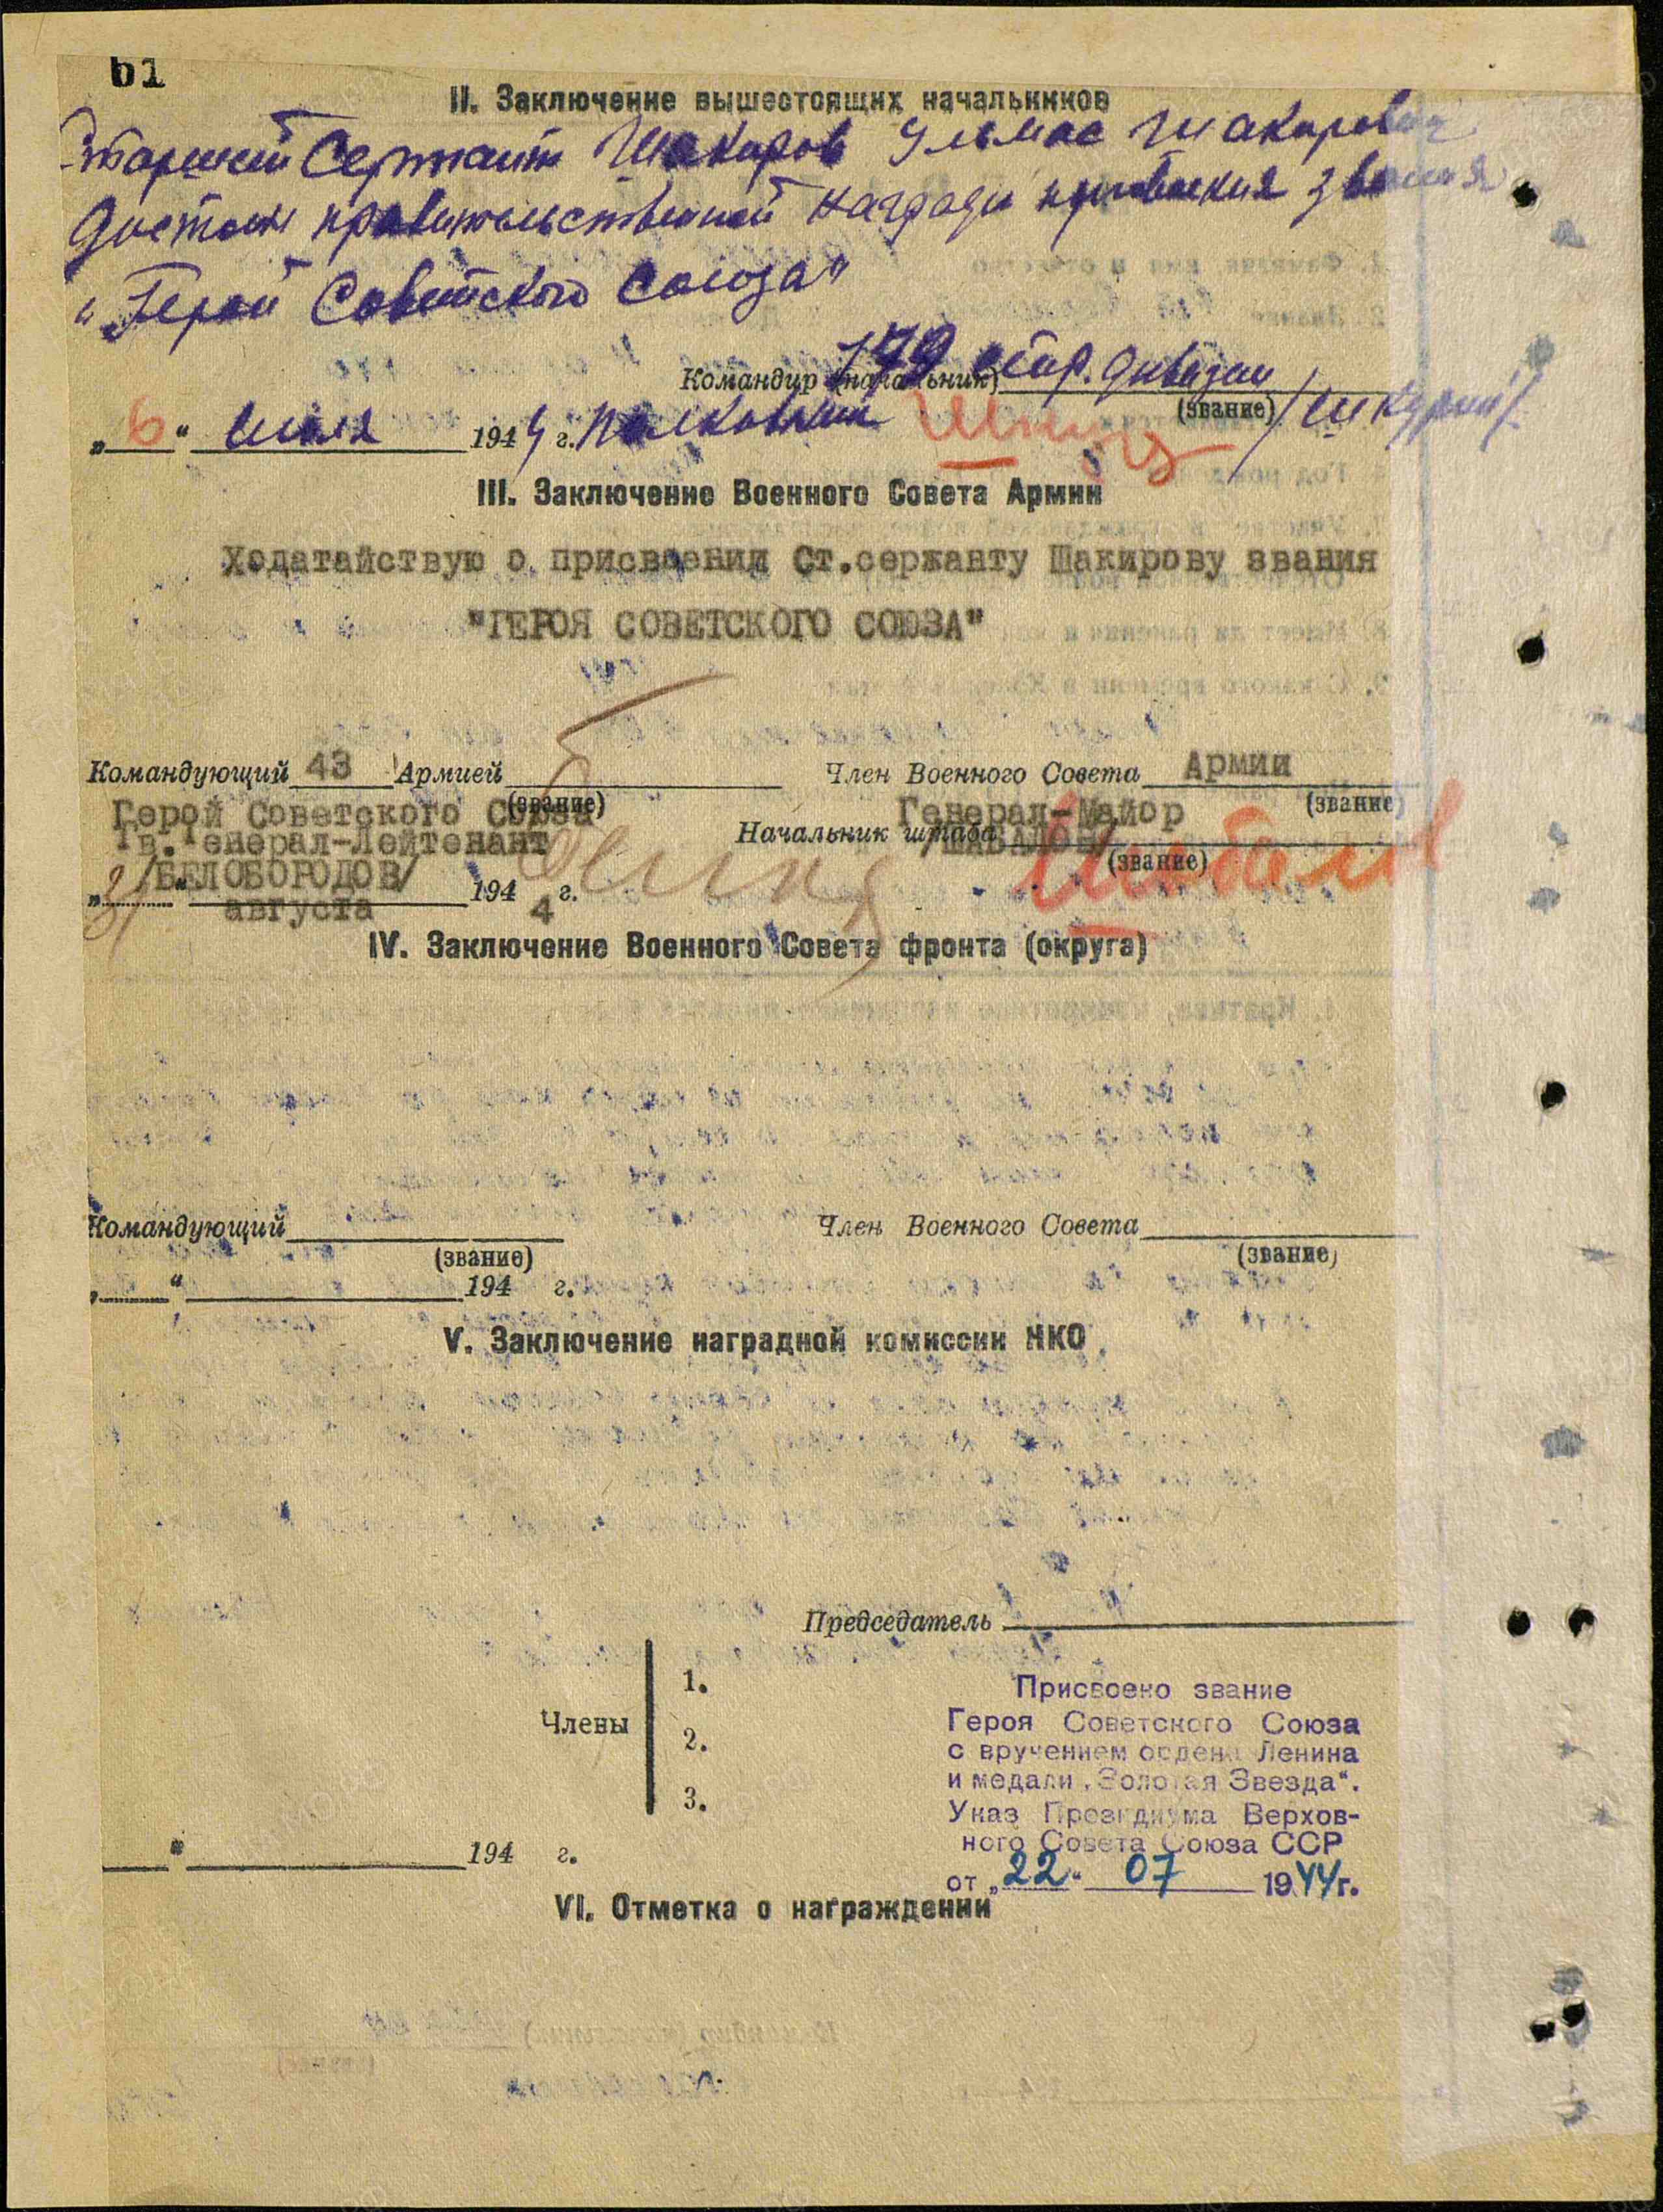 61
II. Заключение вышестоящих начальников
Старший Сержант Шакиров Ульмас Шакирович
достоин правительственной награды присвоения звания
"Герой Советского Союза"
179 стр. дивизии
Командир (начальник)
(звание)
"6" июля 1944 г. Полковник /Шкурин/
III. Заключение Военного Совета Армии
Ходатайствую о присвоении Ст.сержанту Шакирову звания
"ГЕРОЯ СОВЕТСКОГО СОЮЗА"
Командующий 43 Армией Член Военного Совета Армии
(звание) (звание)
Герой Советского Союза Генерал-Майор
Гв.Генерал-Лейтенант Начальник штаба /ШАБАЛОВ/
(звание)
/БЕЛОБОРОДОВ/
" " августа 1944 г.
IV. Заключение Военного Совета фронта (округа)
Командующий Член Военного Совета
(звание) (звание)
" " 194 г.
V. Заключение наградной комиссии НКО
Председатель
Члены
1.
2.
3.
Присвоено звание
Героя Советского Союза
с вручением ордена Ленина
и медали „Золотая Звезда“.
Указ Президиума Верхов-
ного Совета Союза ССР
от „22“ 07 1944г.
" 194 г.
VI. Отметка о награждении